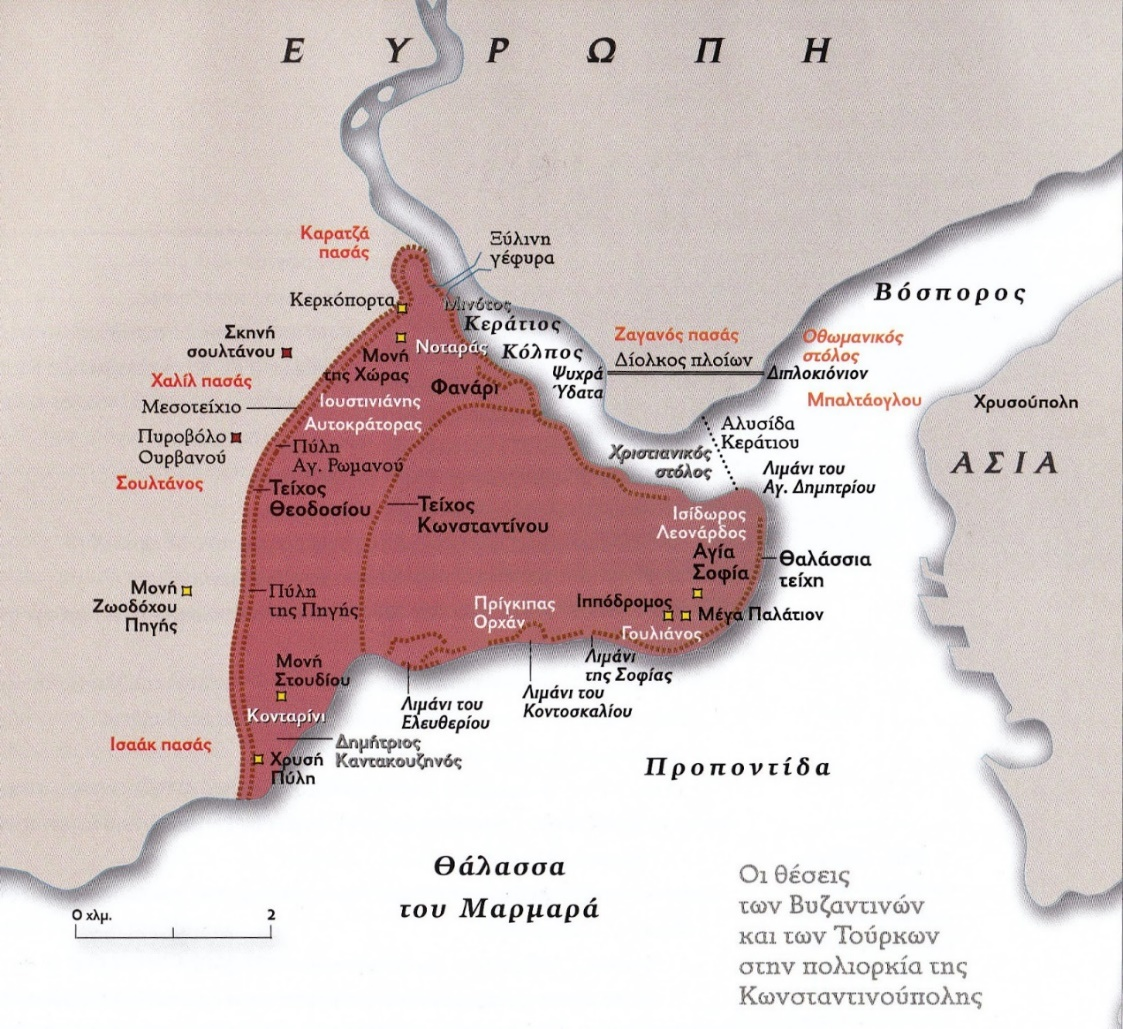 ΕΥΡΩΠΗ
Καρατζά
πασάς
Ξύλινη
γέφυρα
Κερκόπορτα
Μινότος
Κεράτιος
Κόλπος
Βόσπορος
Σκηνή
σουλτάνου
Μονή
της Χώρας
Νοταράς
Φανάρι
Ψυχρά
Ύδατα
Ζαγανός πασάς
Δίολκος πλοίων
Οθωμανικός
στόλος
Διπλοκιόνιον
Μπαλτάογλου
Χρυσούπολη
ΑΣΙΑ
Χαλίλ πασάς
Μεσοτείχιο
Ιουστινιάνης
Αυτοκράτορας
Πυροβόλο
Ουρβανού
Πύλη
Αγ. Ρωμανού
Σουλτάνος
Τείχος
Θεοδοσίου
Τείχος
Κωνσταντίνου
Χριστιανικός
στόλος
Αλυσίδα
Κεράτιου
Λιμάνι του
Αγ. Δημητρίου
Ισίδωρος
Λεονάρδος
Αγία
Σοφία
Θαλάσσια
τείχη
Μονή
Ζωοδόχου
Πηγής
Πύλη
της Πηγής
Πρίγκιπας
Ορχάν
Ιππόδρομος
Μέγα Παλάτιον
Γουλιάνος
Λιμάνι
της Σοφίας
Λιμάνι του
Κοντοσκαλίου
Λιμάνι του
Ελευθερίου
Μονή
Στουδίου
Κονταρίνι
Ισαάκ πασάς
Χρυσή
Πύλη
Δημήτριος
Καντακουζηνός
Προποντίδα
Θάλασσα
του Μαρμαρά
0 χλμ. 2
Οι θέσεις
των Βυζαντινών
και των Τούρκων
στην πολιορκία της
Κωνσταντινούπολης